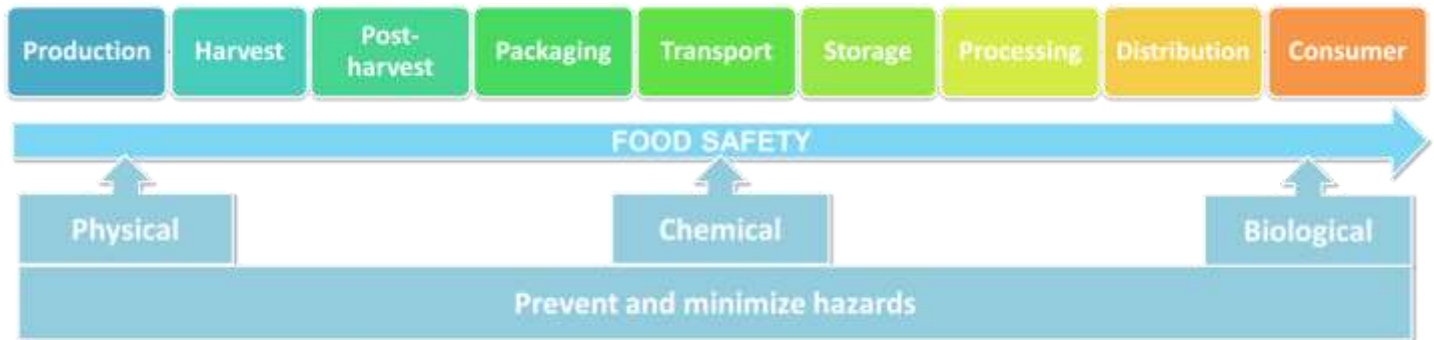 Production
Harvest
Post-
harvest
Packaging
Transport
Storage
Processing
Distribution
Consumer
FOOD SAFETY
Physical
Chemical
Biological
Prevent and minimize hazards